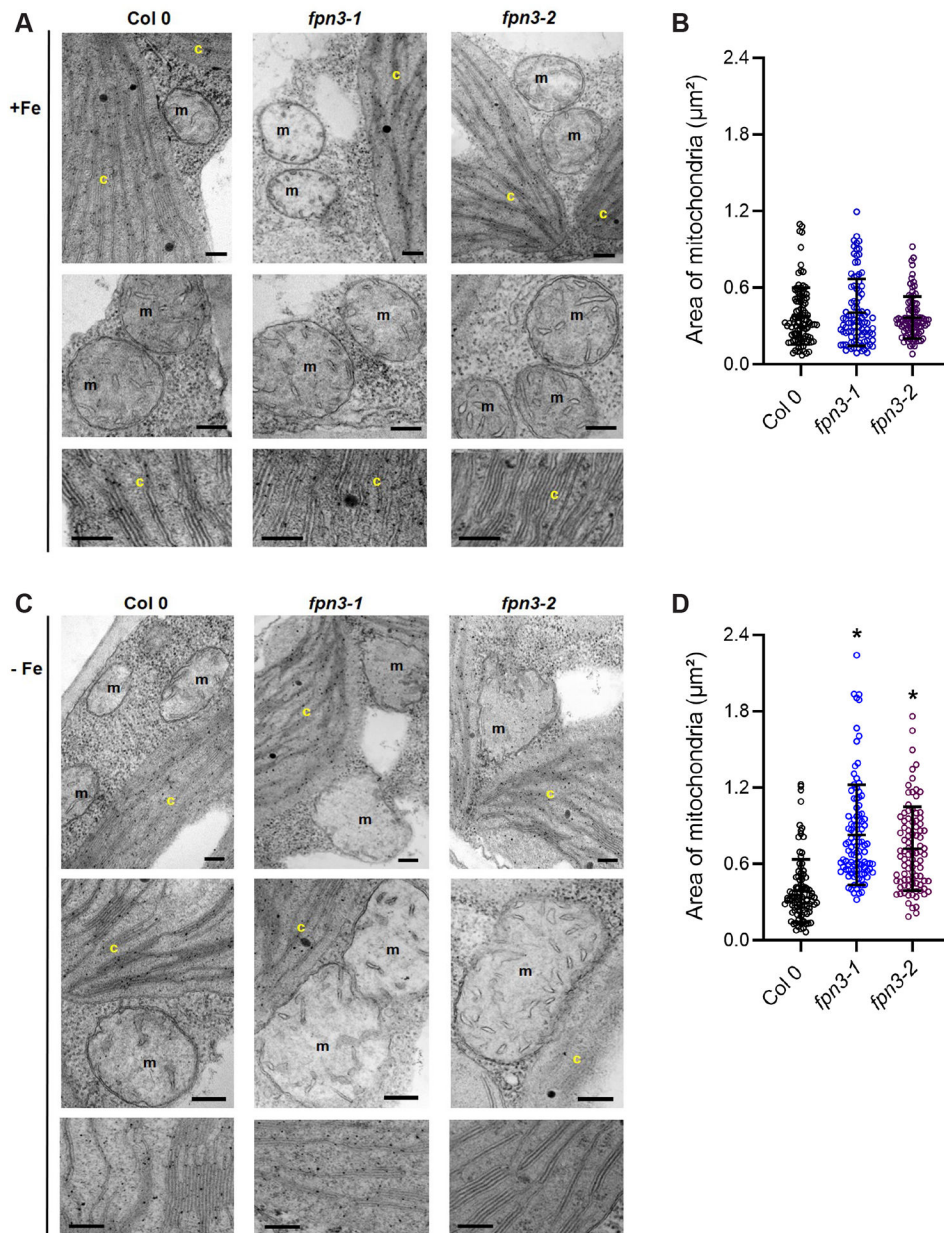 A
Col 0 fpn3-1 fpn3-2
+Fe
c c c
m m m
c m m c c
m m m
m m m m
c c c
B
Area of mitochondria (µm²)
2.4
1.8
1.2
0.6
0.0
Col 0 fpn3-1 fpn3-2
C
Col 0 fpn3-1 fpn3-2
- Fe
m m m m
c m
m c m c
c c m m
m m c
D
Area of mitochondria (µm²)
2.4
1.8
1.2
0.6
0.0
* *
Col 0 fpn3-1 fpn3-2